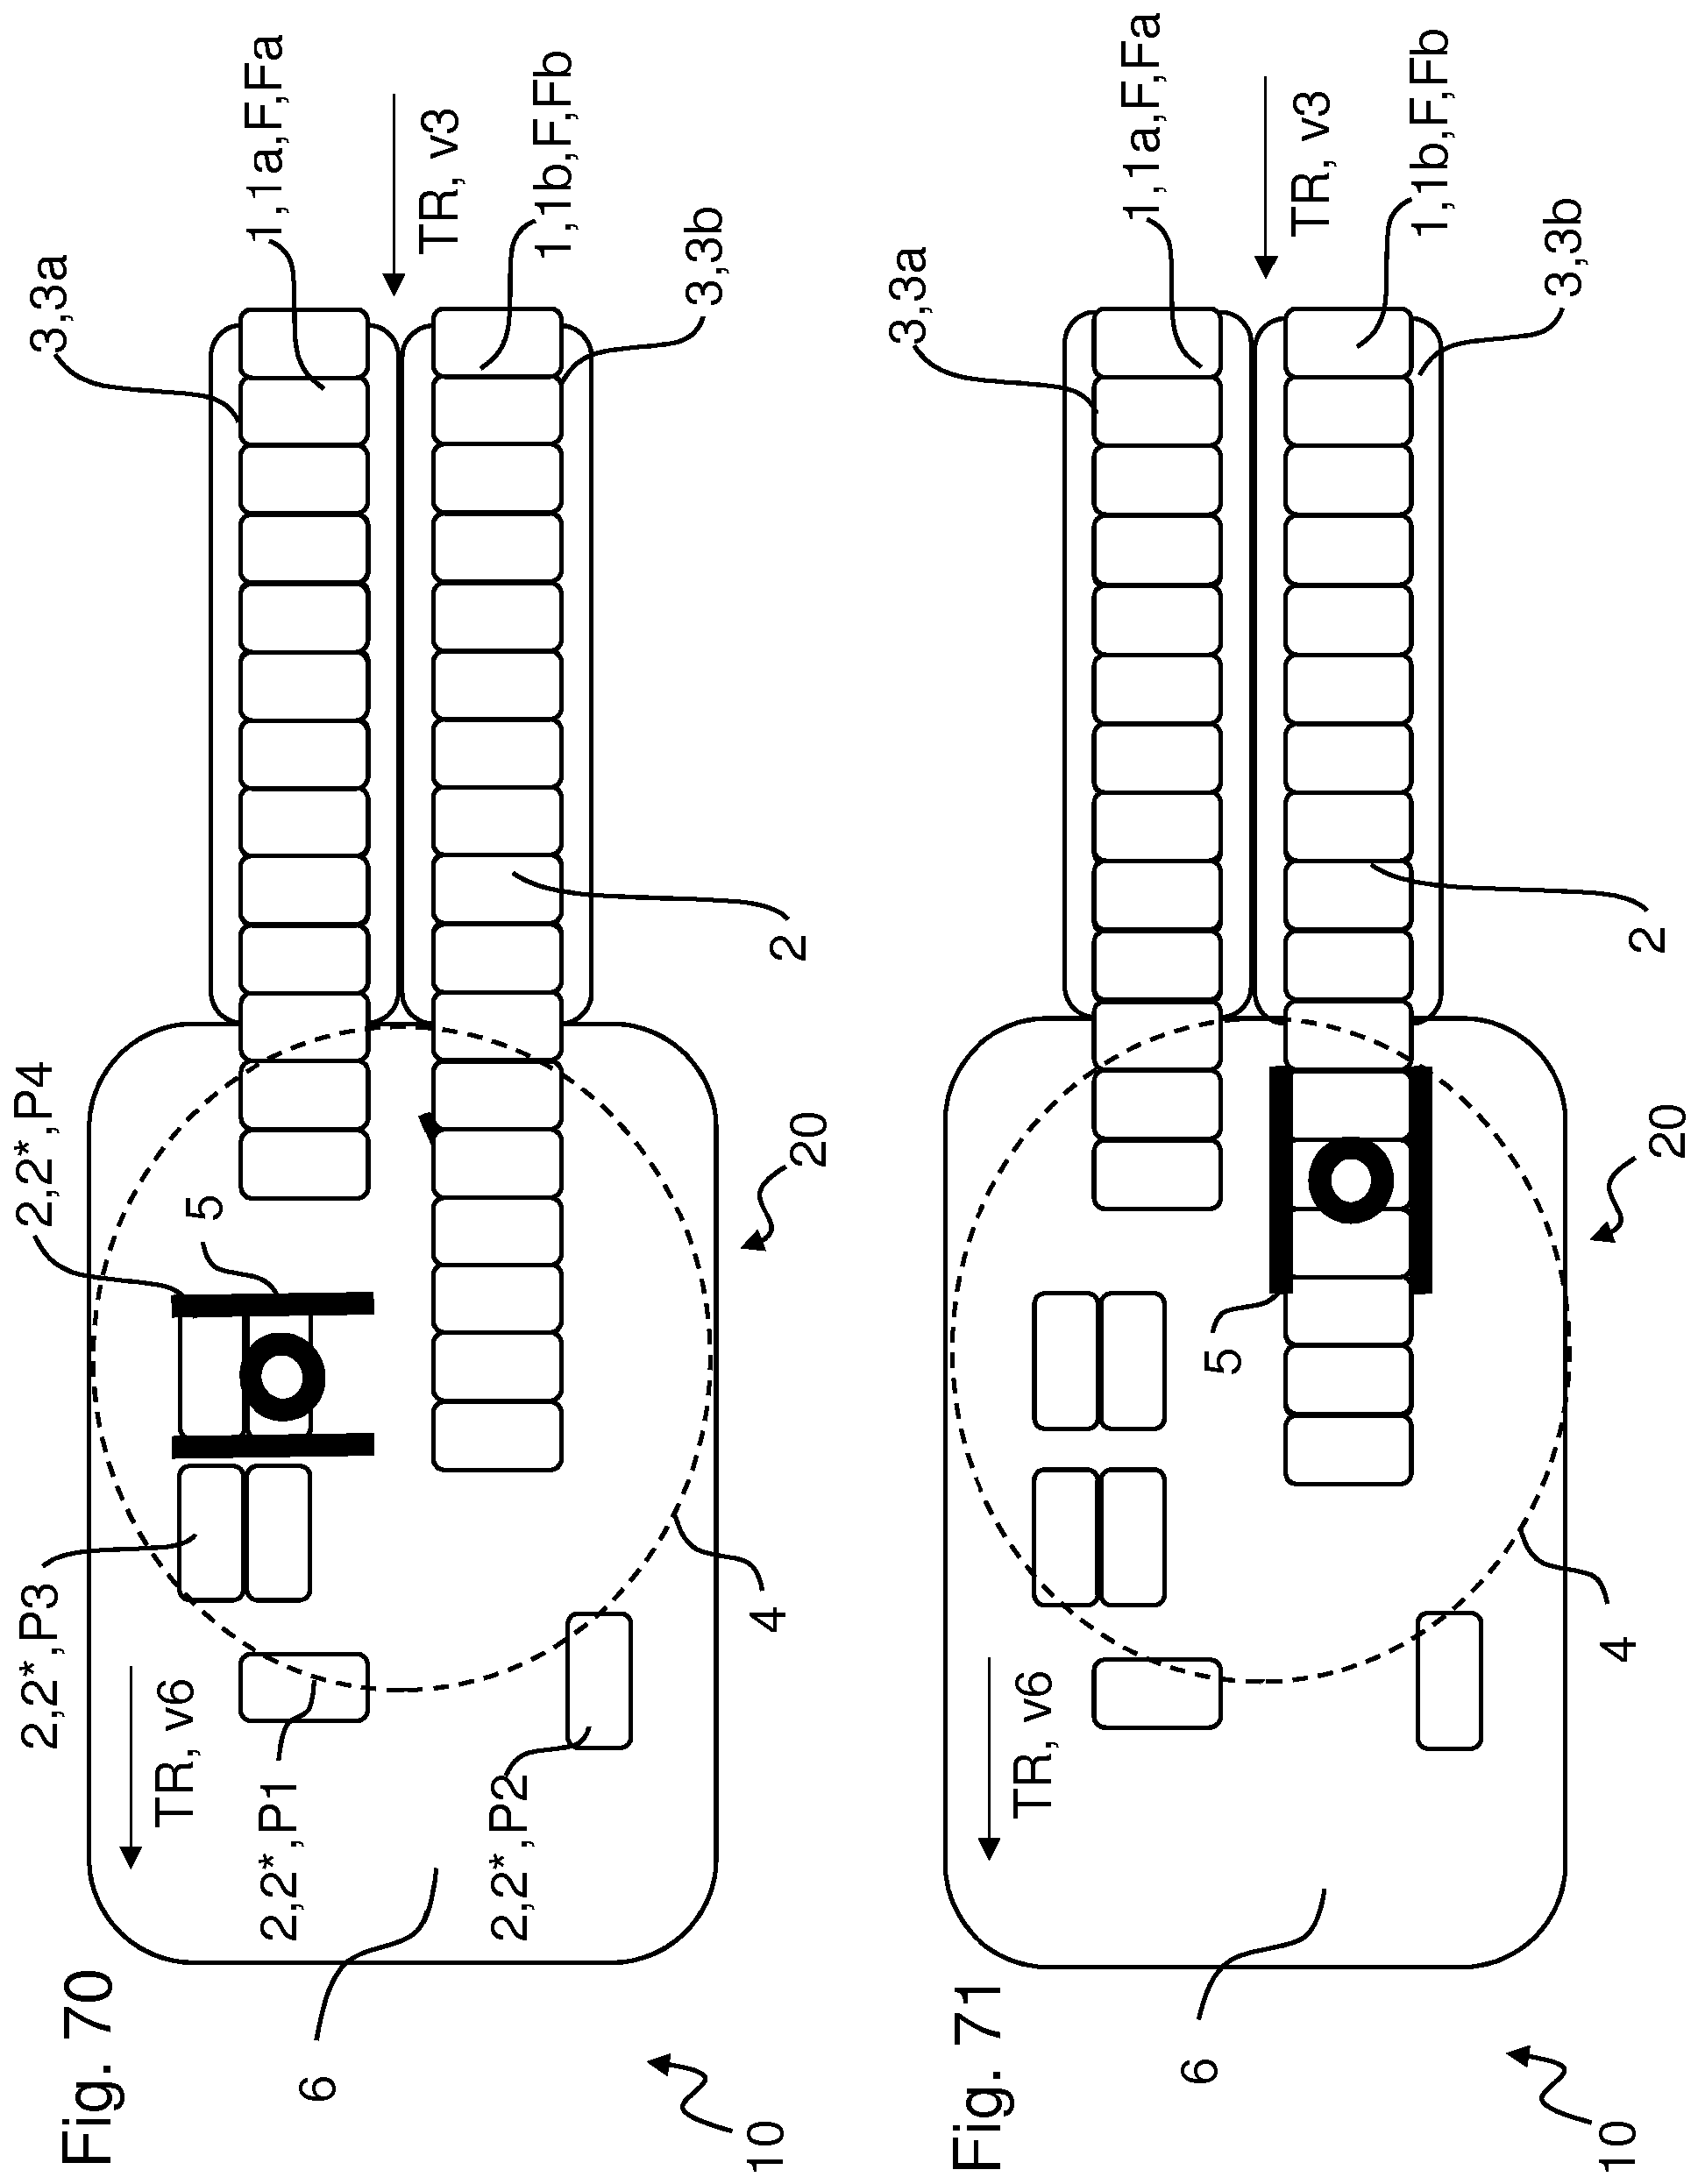 Fig. 70
3,3a
1,1a,F,Fa
TR, v3
1,1b,F,Fb
3,3b
2
2,2*,P4
5
20
2,2*,P3
TR, v6
2,2*,P1
2,2*,P2
4
6
10
Fig. 71
3,3a
1,1a,F,Fa
TR, v3
1,1b,F,Fb
3,3b
2
5
20
TR, v6
4
6
10